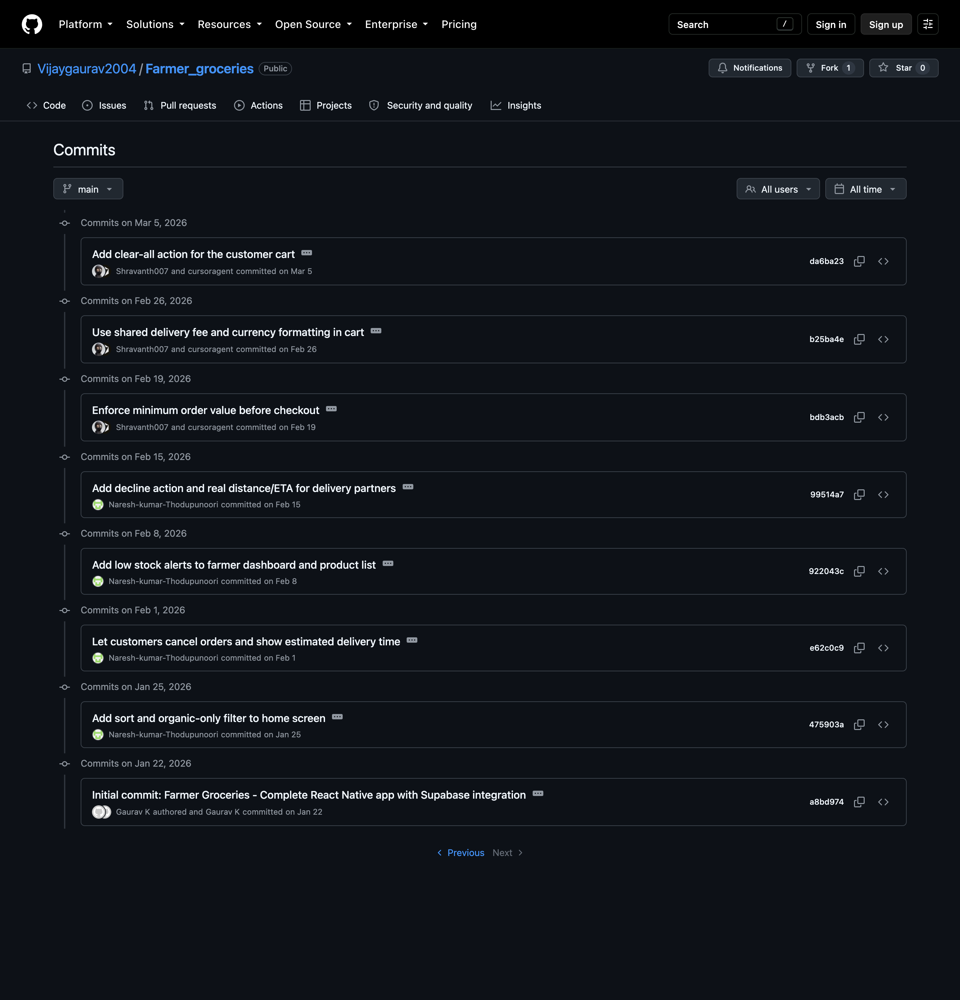 Platform Solutions Resources Open Source Enterprise Pricing Search / Sign in Sign up
Vijaygaurav2004 / Farmer_groceries Public Notifications Fork 1 Star 0
Code Issues Pull requests Actions Projects Security and quality Insights
Commits
main All users All time
Commits on Mar 5, 2026
Add clear-all action for the customer cart
Shravanth007 and cursoragent committed on Mar 5
da6ba23
Commits on Feb 26, 2026
Use shared delivery fee and currency formatting in cart
Shravanth007 and cursoragent committed on Feb 26
b25ba4e
Commits on Feb 19, 2026
Enforce minimum order value before checkout
Shravanth007 and cursoragent committed on Feb 19
bdb3acb
Commits on Feb 15, 2026
Add decline action and real distance/ETA for delivery partners
Naresh-kumar-Thodupunoori committed on Feb 15
99514a7
Commits on Feb 8, 2026
Add low stock alerts to farmer dashboard and product list
Naresh-kumar-Thodupunoori committed on Feb 8
922043c
Commits on Feb 1, 2026
Let customers cancel orders and show estimated delivery time
Naresh-kumar-Thodupunoori committed on Feb 1
e62c0c9
Commits on Jan 25, 2026
Add sort and organic-only filter to home screen
Naresh-kumar-Thodupunoori committed on Jan 25
475903a
Commits on Jan 22, 2026
Initial commit: Farmer Groceries - Complete React Native app with Supabase integration
Gaurav K authored and Gaurav K committed on Jan 22
a8bd974
Previous Next